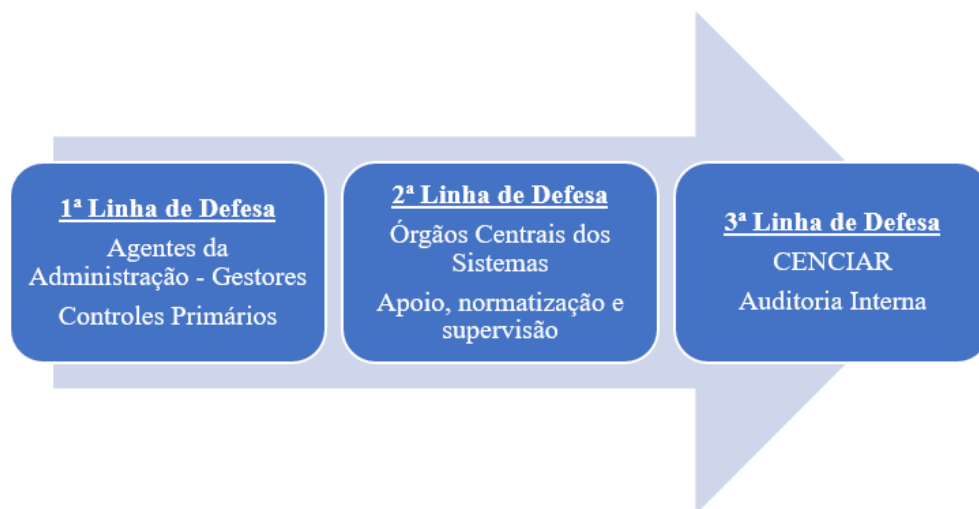 1ª Linha de Defesa
Agentes da
Administração - Gestores
Controles Primários
2ª Linha de Defesa
Órgãos Centrais dos
Sistemas
Apoio, normatização e
supervisão
3ª Linha de Defesa
CENCIAR
Auditoria Interna